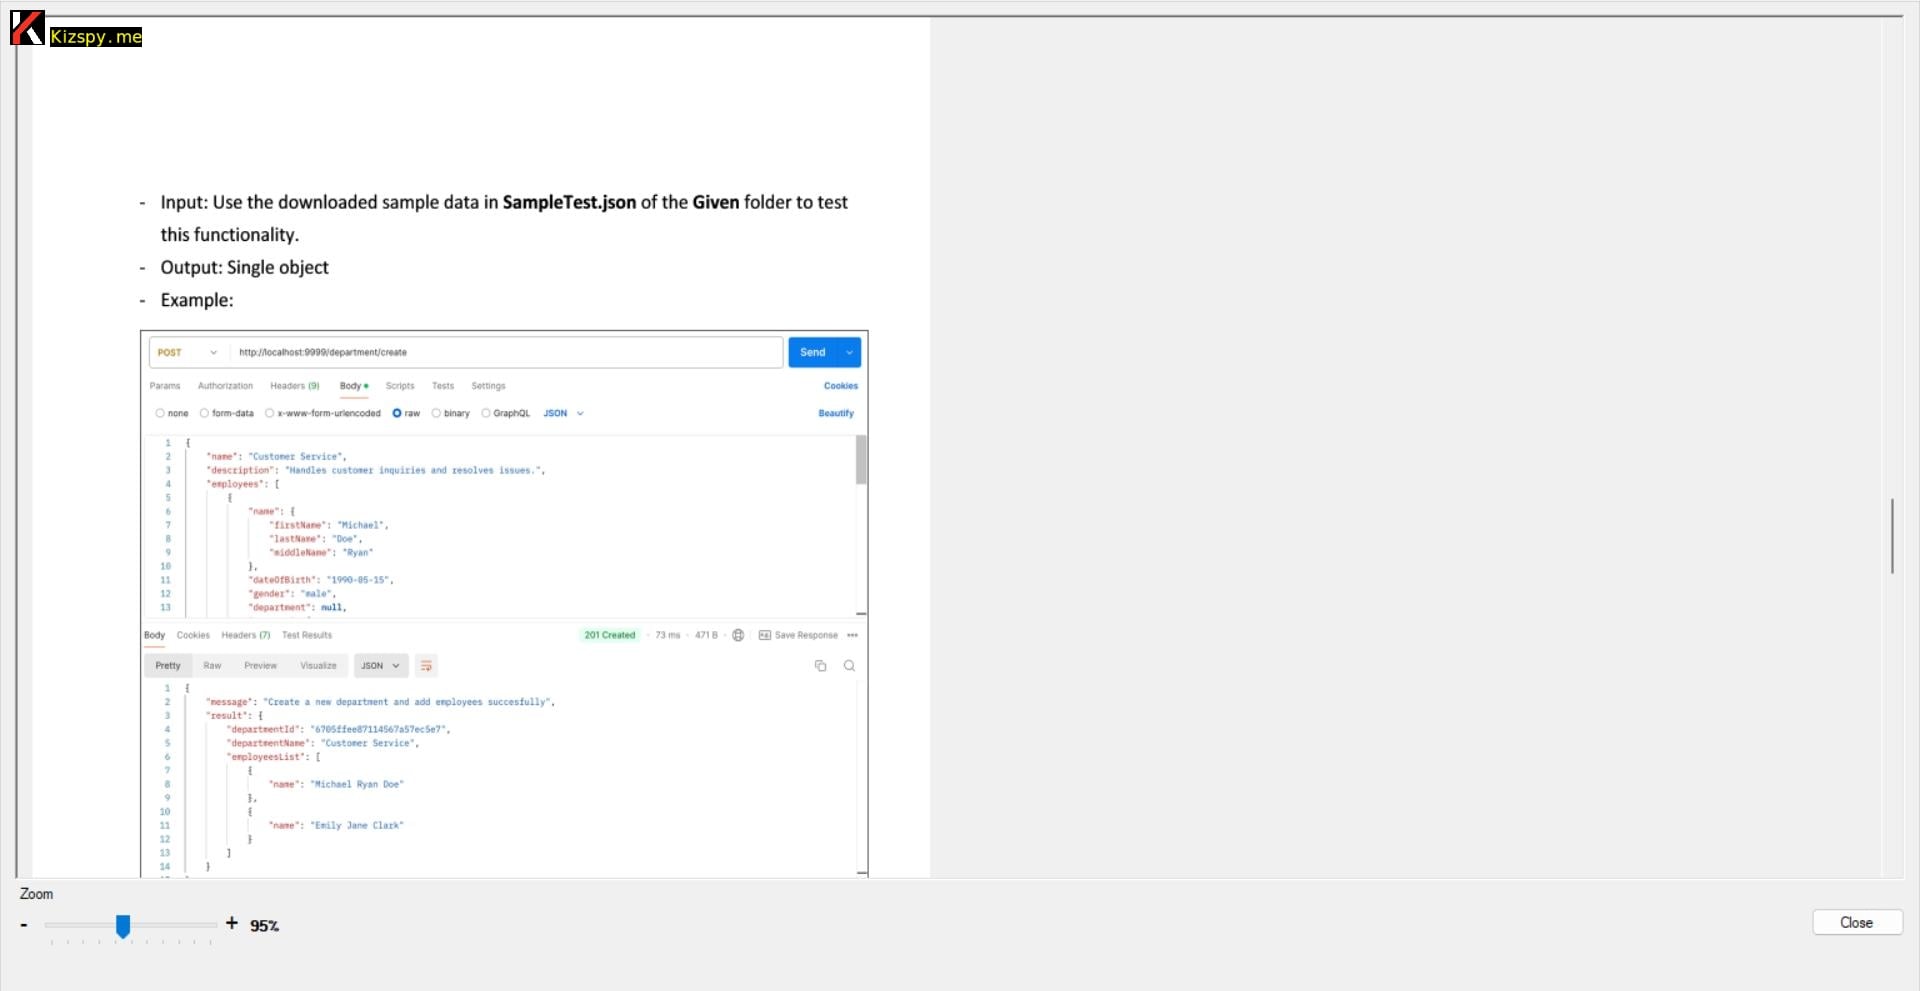 Kizspy.me
- Input: Use the downloaded sample data in SampleTest.json of the Given folder to test
this functionality.
- Output: Single object
- Example:
POST http://localhost:9999/department/create Send
Params Authorization Headers (9) Body Scripts Tests Settings Cookies
none form-data x-www-form-urlencoded raw binary GraphQL JSON Beautify
1 {
2 "name": "Customer Service",
3 "description": "Handles customer inquiries and resolves issues.",
4 "employees": [
5 {
6 "name": {
7 "firstName": "Michael",
8 "lastName": "Doe",
9 "middleName": "Ryan"
10 },
11 "dateOfBirth": "1990-05-15",
12 "gender": "male",
13 "department": null,
Body Cookies Headers (7) Test Results 201 Created · 73 ms · 471 B · Save Response
Pretty Raw Preview Visualize JSON
1 {
2 "message": "Create a new department and add employees succesfully",
3 "result": {
4 "departmentId": "6705ffee87114567a57ec5e7",
5 "departmentName": "Customer Service",
6 "employeesList": [
7 {
8 "name": "Michael Ryan Doe"
9 },
10 {
11 "name": "Emily Jane Clark"
12 }
13 ]
14 }
Zoom
- + 95%
Close